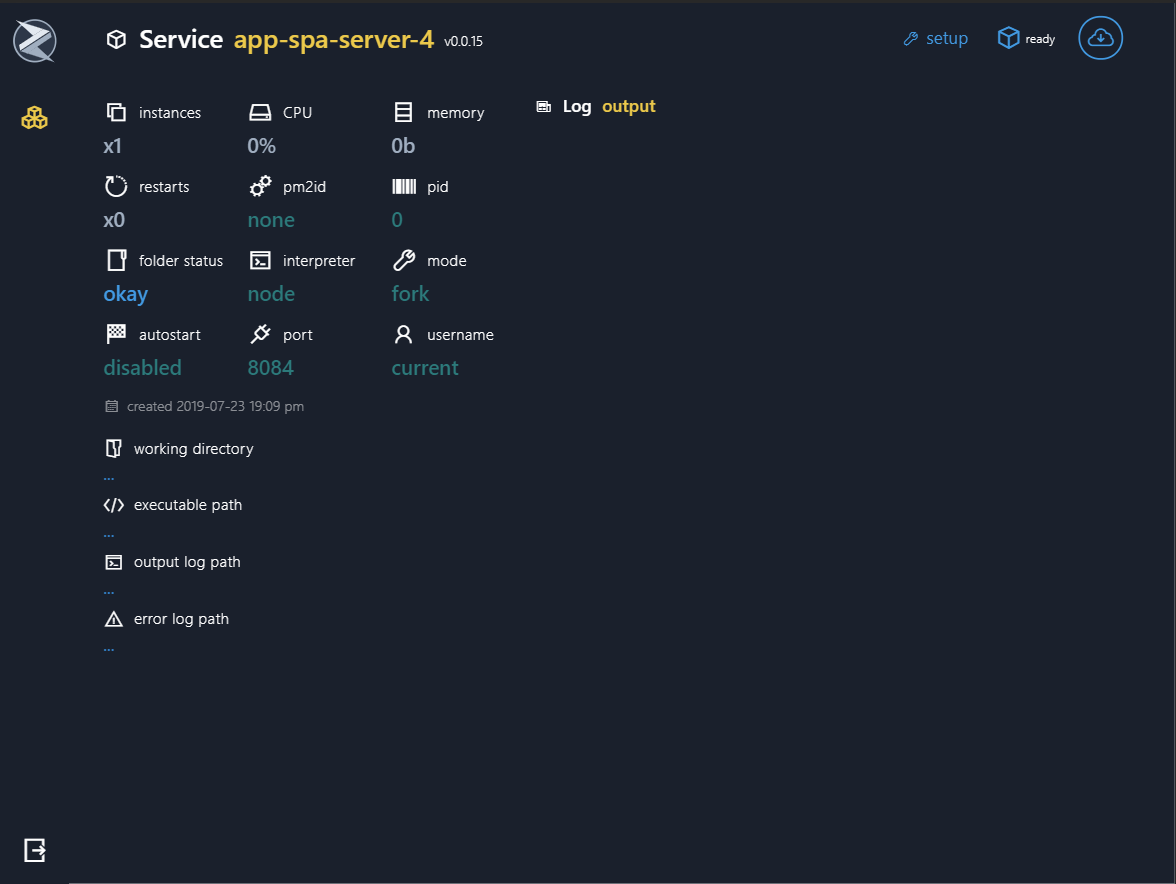 Service app-spa-server-4 v0.0.15
setup
ready
instances CPU memory
x1 0% 0b
restarts pm2id pid
x0 none 0
folder status interpreter mode
okay node fork
autostart port username
disabled 8084 current
created 2019-07-23 19:09 pm
working directory
...
executable path
...
output log path
...
error log path
...
Log output